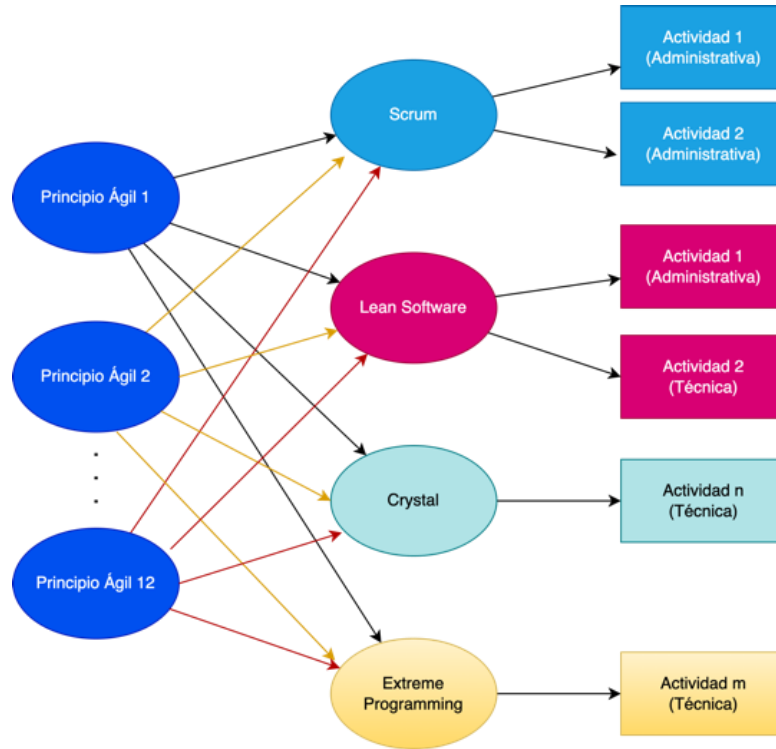 Principio Ágil 1
Principio Ágil 2
Principio Ágil 12
Scrum
Lean Software
Crystal
Extreme
Programming
Actividad 1
(Administrativa)
Actividad 2
(Administrativa)
Actividad 1
(Administrativa)
Actividad 2
(Técnica)
Actividad n
(Técnica)
Actividad m
(Técnica)